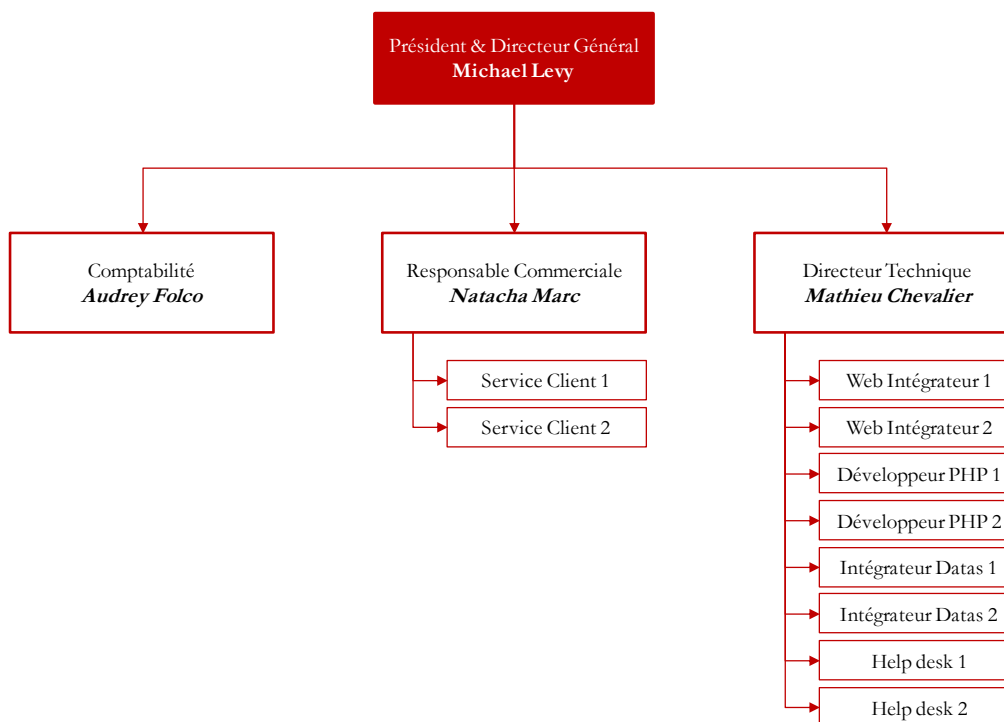 Président & Directeur Général
Michael Levy
Comptabilité
Audrey Folco
Responsable Commerciale
Natacha Marc
Directeur Technique
Mathieu Chevalier
Service Client 1
Service Client 2
Web Intégrateur 1
Web Intégrateur 2
Développeur PHP 1
Développeur PHP 2
Intégrateur Datas 1
Intégrateur Datas 2
Help desk 1
Help desk 2